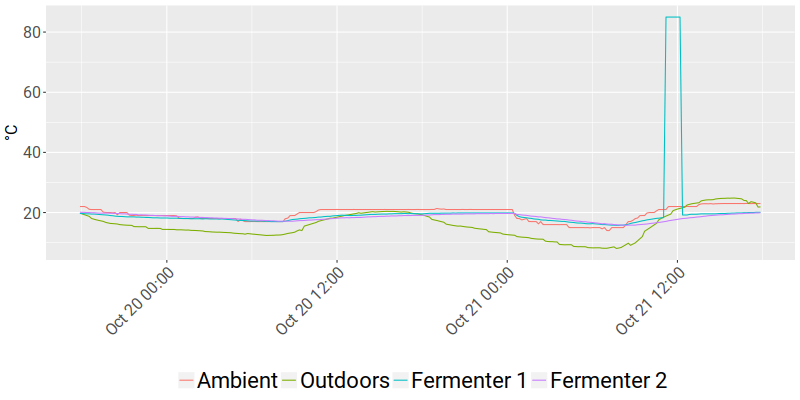 80
60
40
20
°C
Oct 20 00:00
Oct 20 12:00
Oct 21 00:00
Oct 21 12:00
Ambient Outdoors Fermenter 1 Fermenter 2